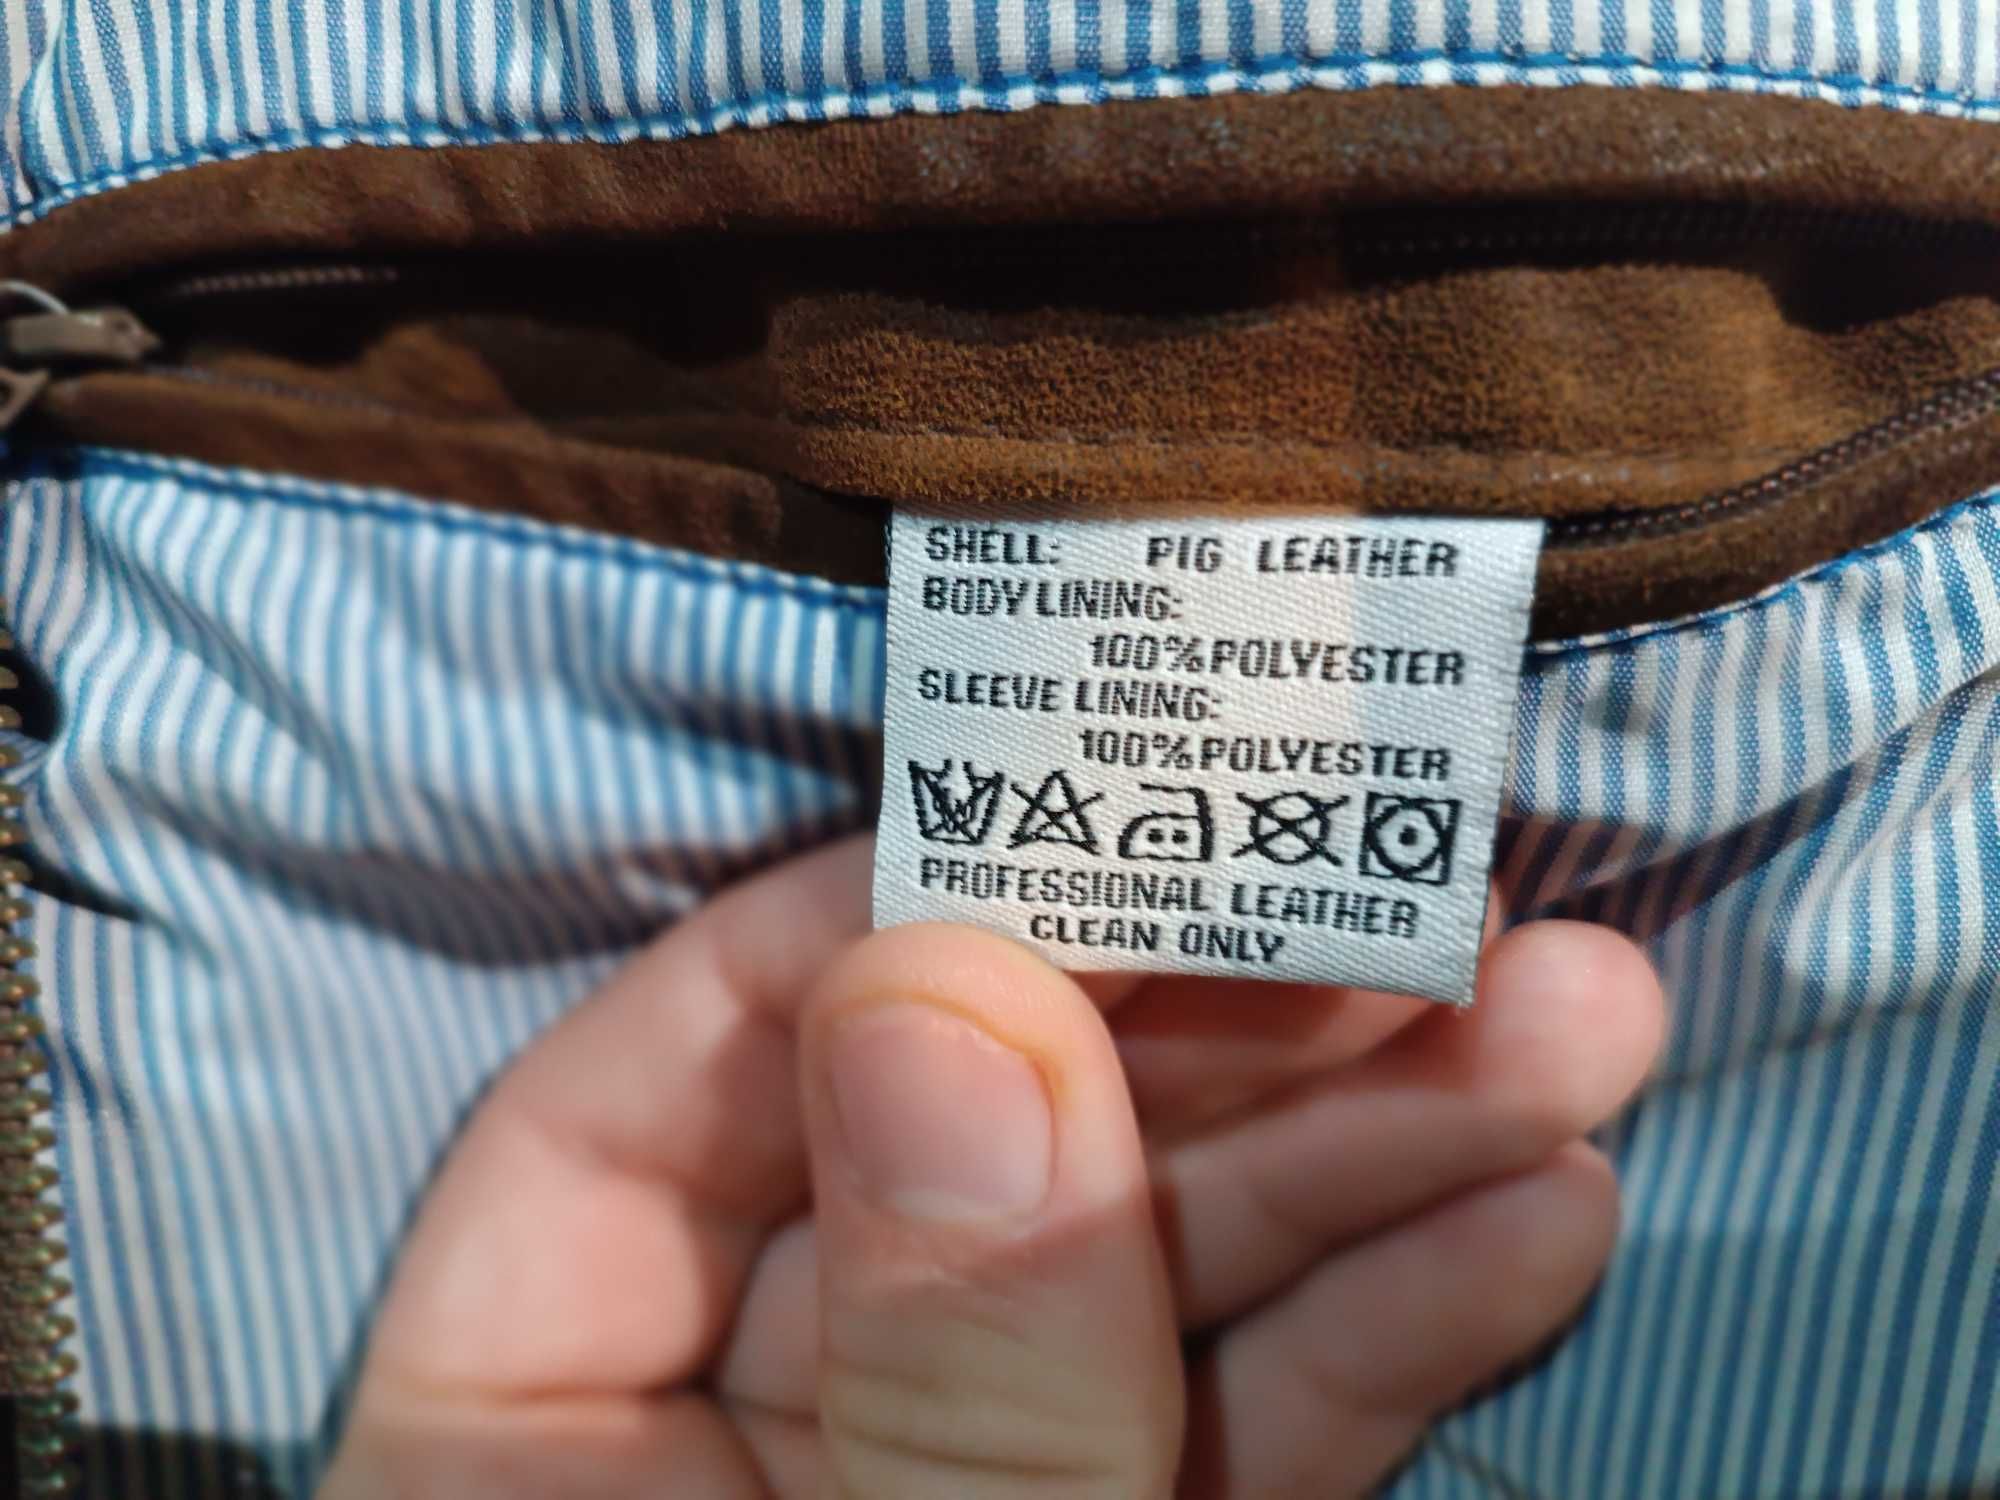 SHELL: PIG LEATHER
BODY LINING:
100% POLYESTER
SLEEVE LINING:
100% POLYESTER
PROFESSIONAL LEATHER
CLEAN ONLY